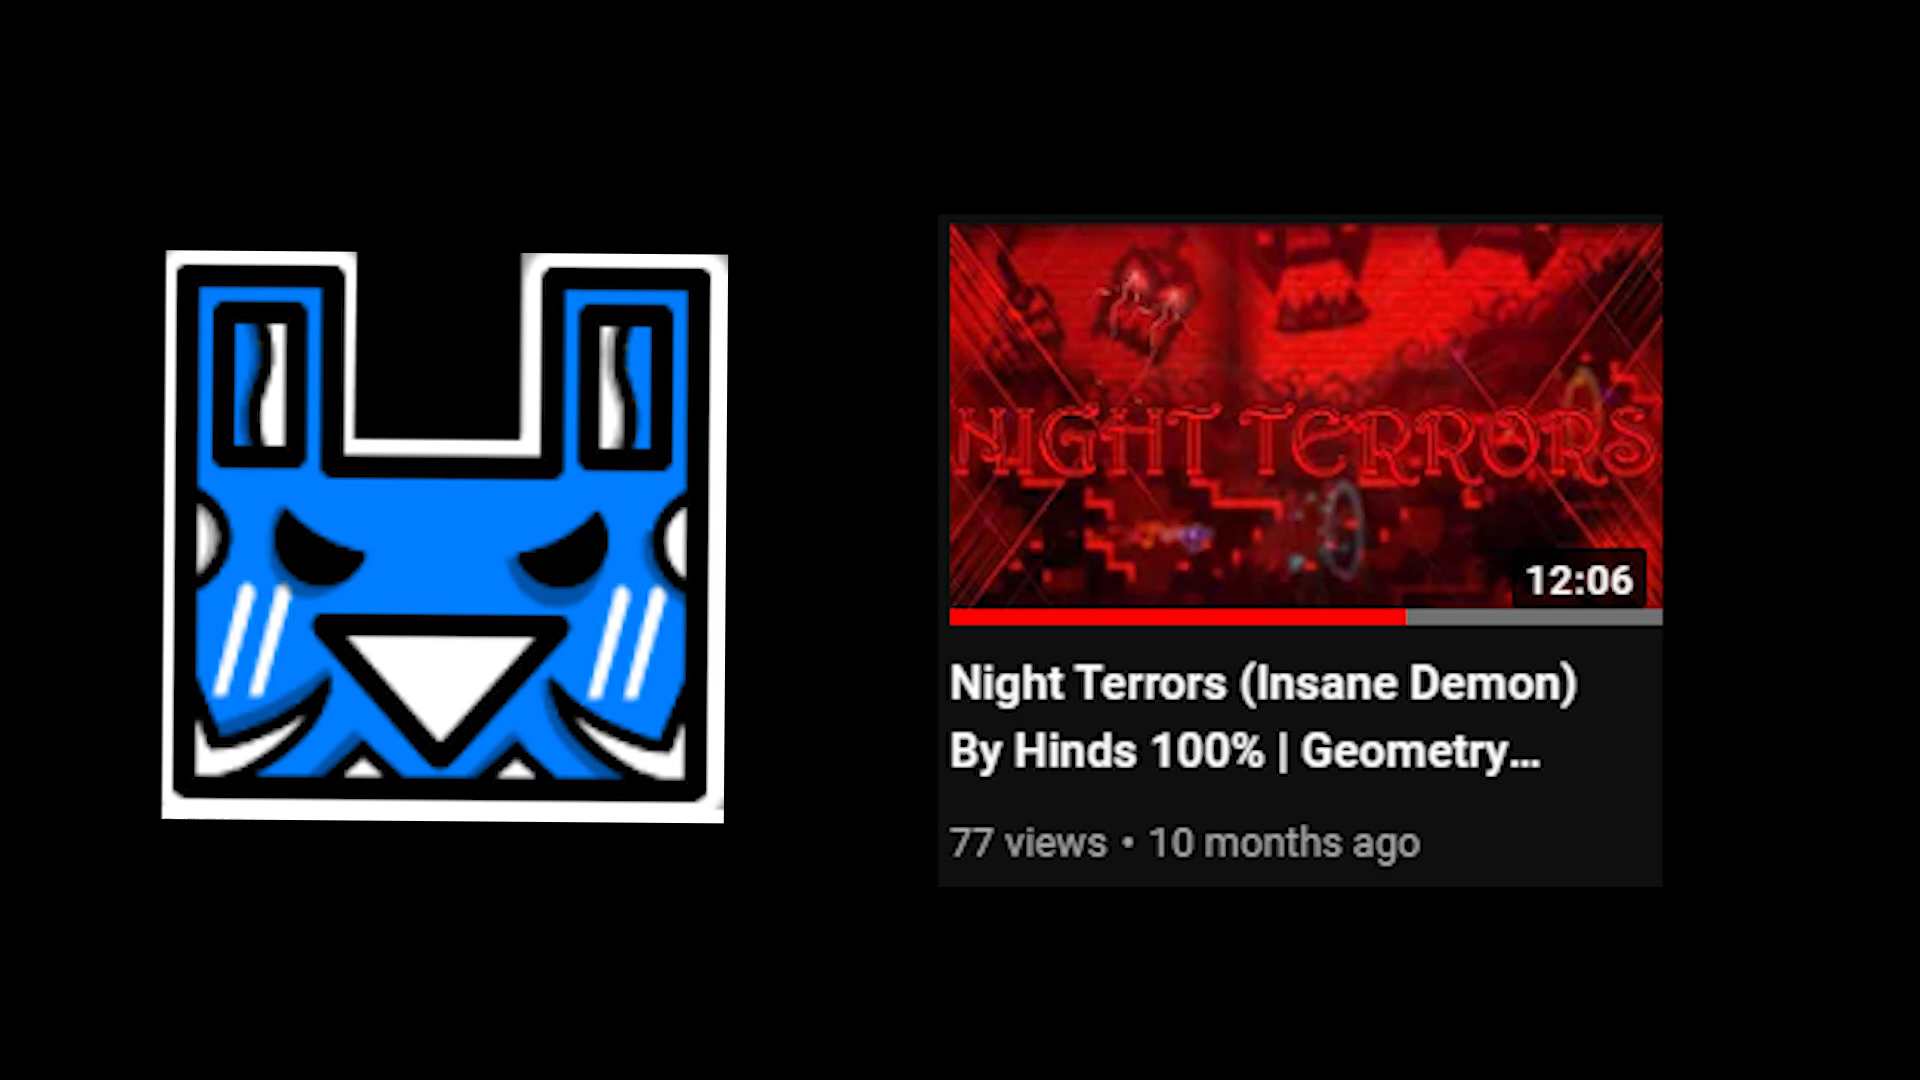 NIGHT TERRORS
12:06
Night Terrors (Insane Demon)
By Hinds 100% | Geometry...
77 views • 10 months ago